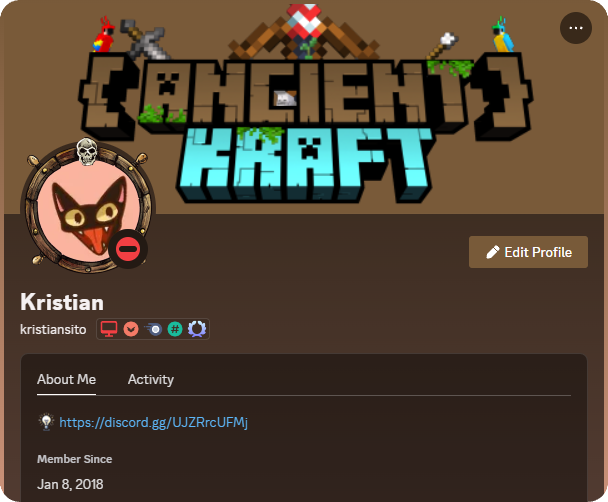 {ANCIENT}
KRAFT
Edit Profile
Kristian
kristiansito
About Me
Activity
https://discord.gg/UJZRrcUFMj
Member Since
Jan 8, 2018